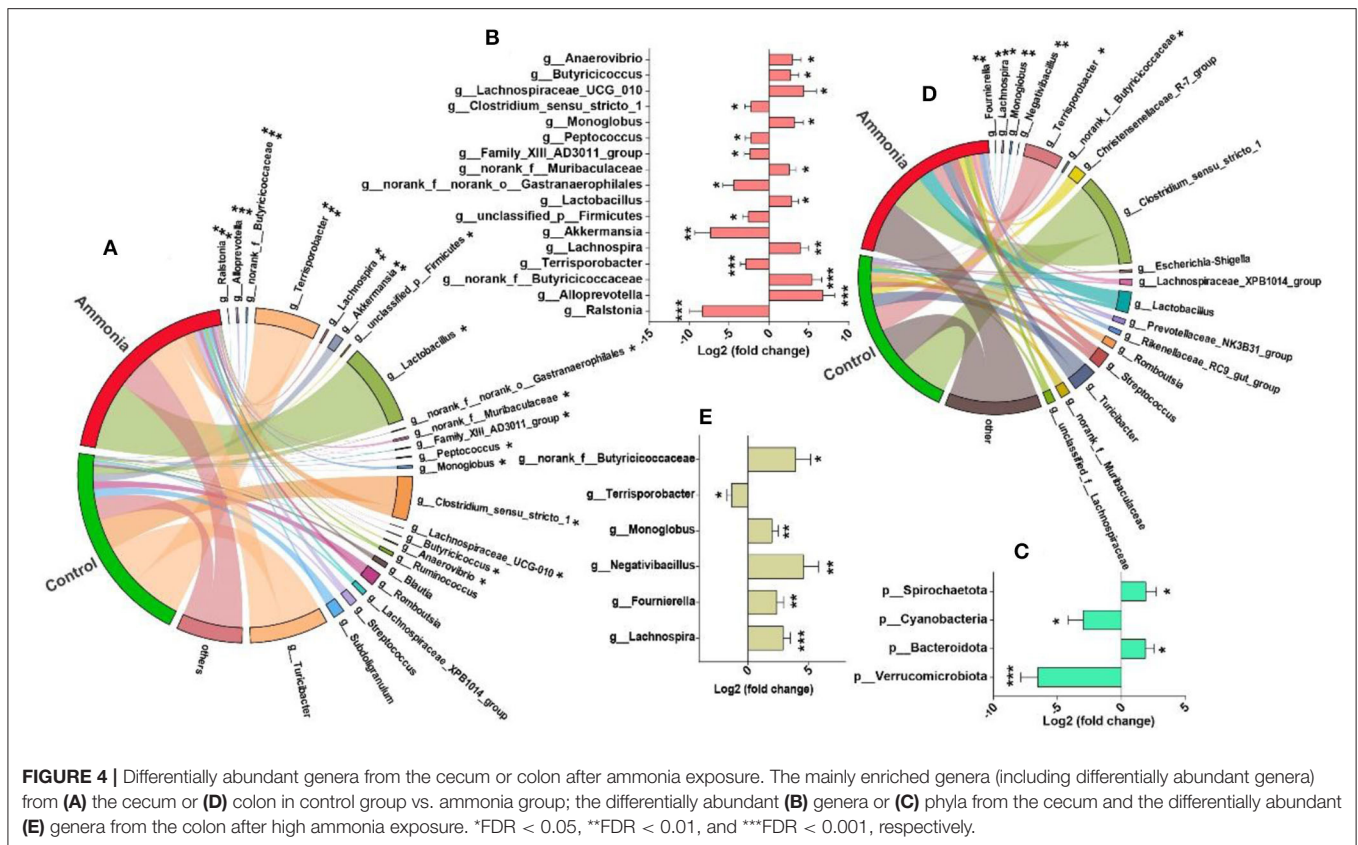 B
g__Anaerovibrio *
g__Butyricicoccus *
g__Lachnospiraceae_UCG_010 *
g__Clostridium_sensu_stricto_1 *
g__Monoglobus *
g__Peptococcus *
g__Family_XIII_AD3011_group *
g__norank_f__Muribaculaceae *
g__norank_f__norank_o__Gastranaerophilales *
g__Lactobacillus *
g__unclassified_p__Firmicutes *
g__Akkermansia **
g__Lachnospira **
g__Terrisporobacter ***
g__norank_f__Butyricicoccaceae ***
g__Alloprevotella ***
g__Ralstonia ***
-15 -10 -5 0 5 10
Log2 (fold change)
A
Ammonia
Control
g__Ralstonia ***
g__Alloprevotella ***
g__norank_f__Butyricicoccaceae ***
g__Terrisporobacter ***
g__Lachnospira **
g__Akkermansia **
g__unclassified_p__Firmicutes *
g__Lactobacillus *
g__norank_f__norank_o__Gastranaerophilales *
g__norank_f__Muribaculaceae *
g__Family_XIII_AD3011_group *
g__Peptococcus *
g__Monoglobus *
g__Clostridium_sensu_stricto_1 *
g__Lachnospiraceae_UCG-010 *
g__Butyricicoccus *
g__Anaerovibrio *
g__Ruminococcus
g__Blautia
g__Romboutsia
g__Lachnospiraceae_XPB1014_group
g__Streptococcus
g__Subdoligranulum
g__Turicibacter
others
D
Ammonia
Control
g__Fournierella **
g__Lachnospira ***
g__Monoglobus **
g__Negativibacillus **
g__Terrisporobacter *
g__norank_f__Butyricicoccaceae *
g__Christensenellaceae_R-7_group
g__Clostridium_sensu_stricto_1
g__Escherichia-Shigella
g__Lachnospiraceae_XPB1014_group
g__Lactobacillus
g__Prevotellaceae_NK3B31_group
g__Rikenellaceae_RC9_gut_group
g__Romboutsia
g__Streptococcus
g__Turicibacter
g__norank_f__Muribaculaceae
g__unclassified_f__Lachnospiraceae
other
E
g__norank_f__Butyricicoccaceae *
g__Terrisporobacter *
g__Monoglobus **
g__Negativibacillus **
g__Fournierella **
g__Lachnospira ***
0 5
Log2 (fold change)
C
p__Spirochaetota *
p__Cyanobacteria *
p__Bacteroidota *
p__Verrucomicrobiota ***
-10 -5 0 5
Log2 (fold change)
FIGURE 4 | Differentially abundant genera from the cecum or colon after ammonia exposure. The mainly enriched genera (including differentially abundant genera)
from (A) the cecum or (D) colon in control group vs. ammonia group; the differentially abundant (B) genera or (C) phyla from the cecum and the differentially abundant
(E) genera from the colon after high ammonia exposure. *FDR < 0.05, **FDR < 0.01, and ***FDR < 0.001, respectively.